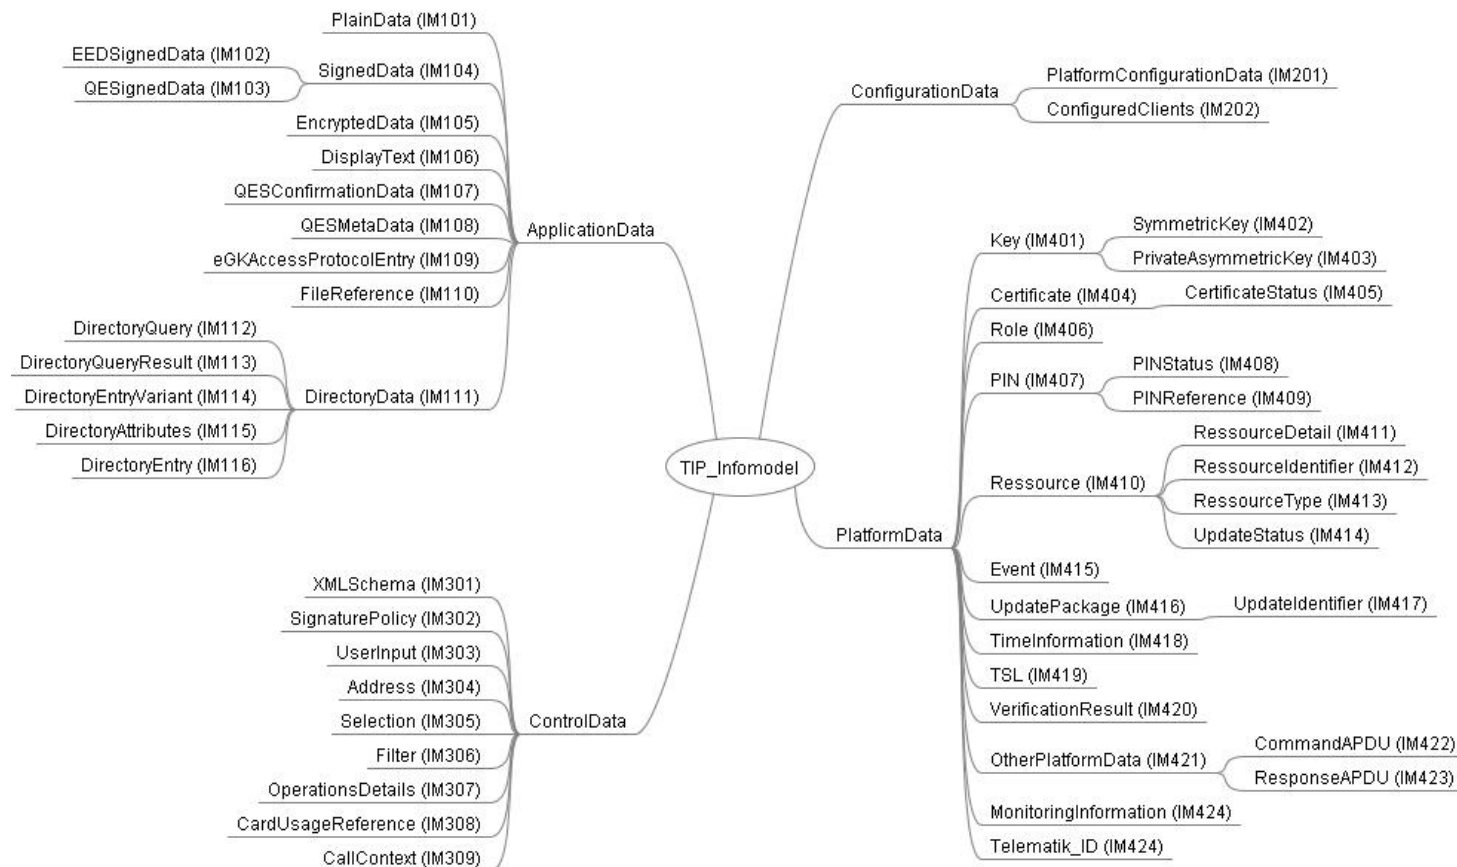 TIP_Infomodel
ApplicationData
PlainData (IM101)
SignedData (IM104)
EEDSignedData (IM102)
QESignedData (IM103)
EncryptedData (IM105)
DisplayText (IM106)
QESConfirmationData (IM107)
QESMetaData (IM108)
eGKAccessProtocolEntry (IM109)
FileReference (IM110)
DirectoryData (IM111)
DirectoryQuery (IM112)
DirectoryQueryResult (IM113)
DirectoryEntryVariant (IM114)
DirectoryAttributes (IM115)
DirectoryEntry (IM116)
ControlData
XMLSchema (IM301)
SignaturePolicy (IM302)
UserInput (IM303)
Address (IM304)
Selection (IM305)
Filter (IM306)
OperationsDetails (IM307)
CardUsageReference (IM308)
CallContext (IM309)
ConfigurationData
PlatformConfigurationData (IM201)
ConfiguredClients (IM202)
PlatformData
Key (IM401)
SymmetricKey (IM402)
PrivateAsymmetricKey (IM403)
Certificate (IM404)
CertificateStatus (IM405)
Role (IM406)
PIN (IM407)
PINStatus (IM408)
PINReference (IM409)
Ressource (IM410)
RessourceDetail (IM411)
RessourceIdentifier (IM412)
RessourceType (IM413)
UpdateStatus (IM414)
Event (IM415)
UpdatePackage (IM416)
UpdateIdentifier (IM417)
TimeInformation (IM418)
TSL (IM419)
VerificationResult (IM420)
OtherPlatformData (IM421)
CommandAPDU (IM422)
ResponseAPDU (IM423)
MonitoringInformation (IM424)
Telematik_ID (IM424)